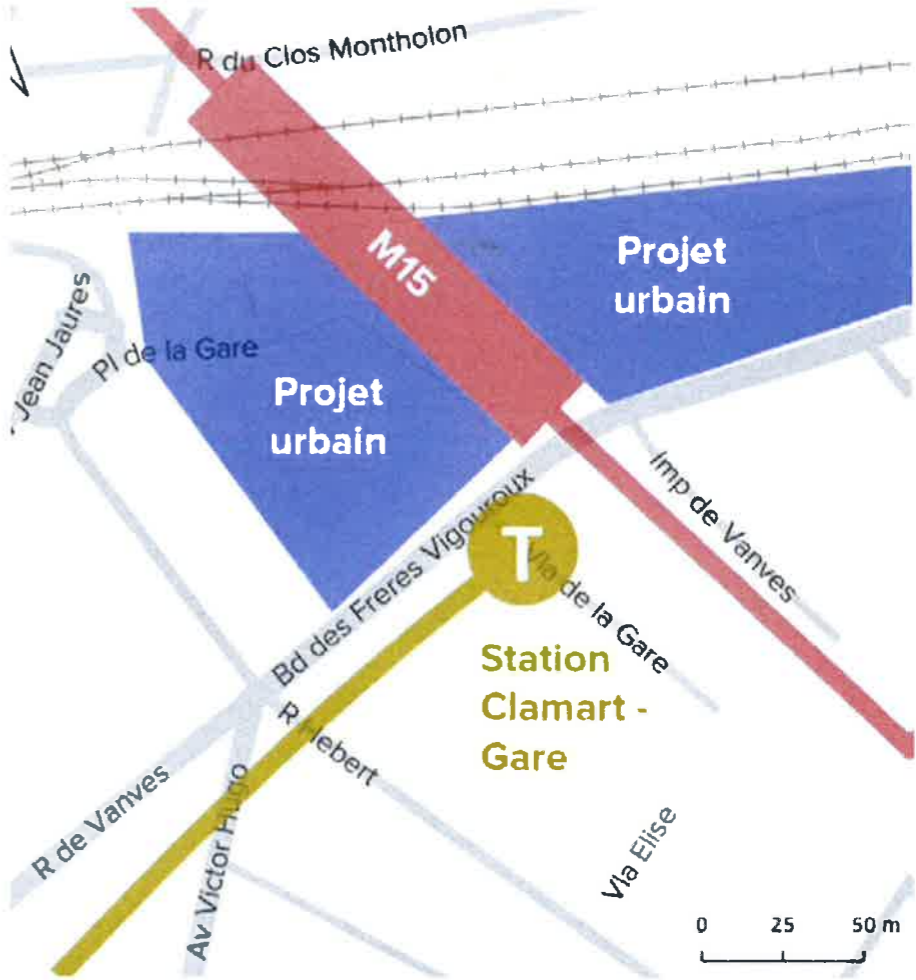 R du Clos Montholon
M15
Projet
urbain
Jean Jaures
Pl de la Gare
Projet
urbain
Imp de Vanves
Bd des Freres Vigouroux
T
Vla de la Gare
Station
Clamart -
Gare
R Hebert
R de Vanves
Av Victor Hugo
Vla Elise
0 25 50 m